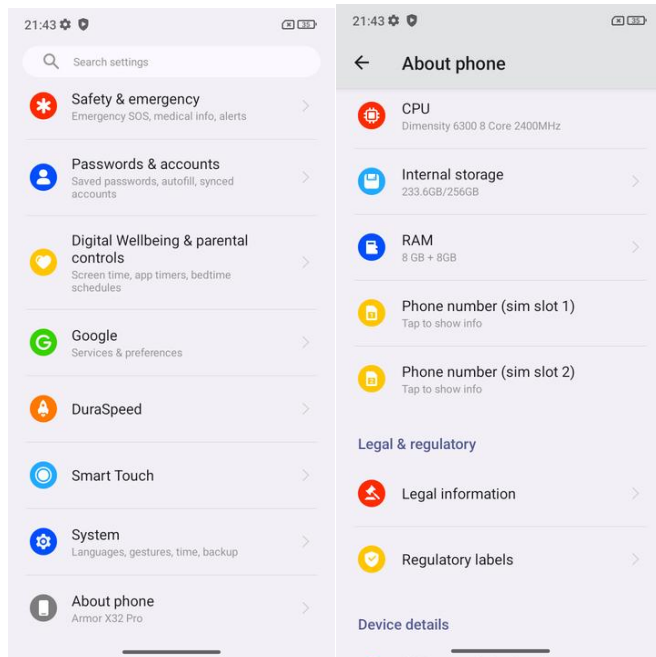 21:43
35
Search settings
Safety & emergency
Emergency SOS, medical info, alerts
Passwords & accounts
Saved passwords, autofill, synced
accounts
Digital Wellbeing & parental
controls
Screen time, app timers, bedtime
schedules
Google
Services & preferences
DuraSpeed
Smart Touch
System
Languages, gestures, time, backup
About phone
Armor X32 Pro
21:43
35
About phone
CPU
Dimensity 6300 8 Core 2400MHz
Internal storage
233.6GB/256GB
RAM
8 GB + 8GB
Phone number (sim slot 1)
Tap to show info
Phone number (sim slot 2)
Tap to show info
Legal & regulatory
Legal information
Regulatory labels
Device details